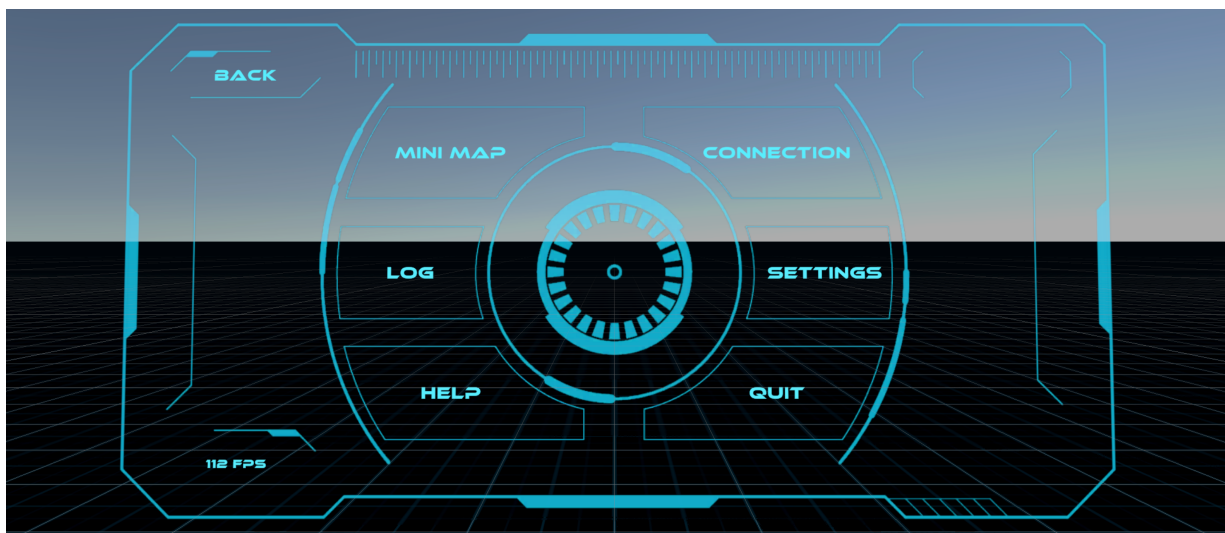 BACK
MINI MAP
CONNECTION
LOG
SETTINGS
HELP
QUIT
112 FPS